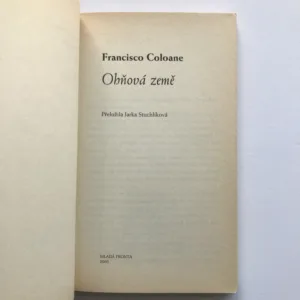 Francisco Coloane
Ohňová země
Přeložila Jarka Stuchlíková
MLADÁ FRONTA